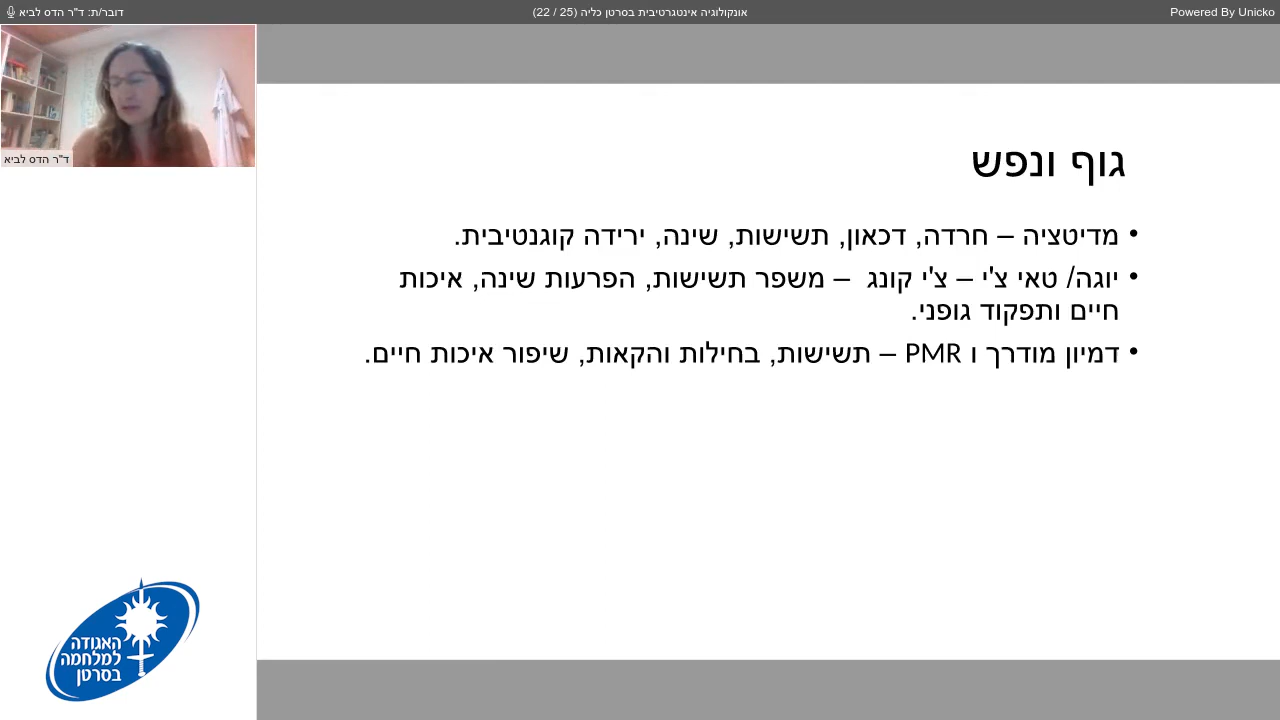 דובר/ת: ד"ר הדס לביא
אונקולוגיה אינטגרטיבית בסרטן כליה (25 / 22)
Powered By Unicko
ד"ר הדס לביא
גוף ונפש
• מדיטציה – חרדה, דכאון, תשישות, שינה, ירידה קוגנטיבית.
• יוגה/ טאי צ'י – צ'י קונג – משפר תשישות, הפרעות שינה, איכות
חיים ותפקוד גופני.
• דמיון מודרך ו PMR – תשישות, בחילות והקאות, שיפור איכות חיים.
האגודה
למלחמה
בסרטן